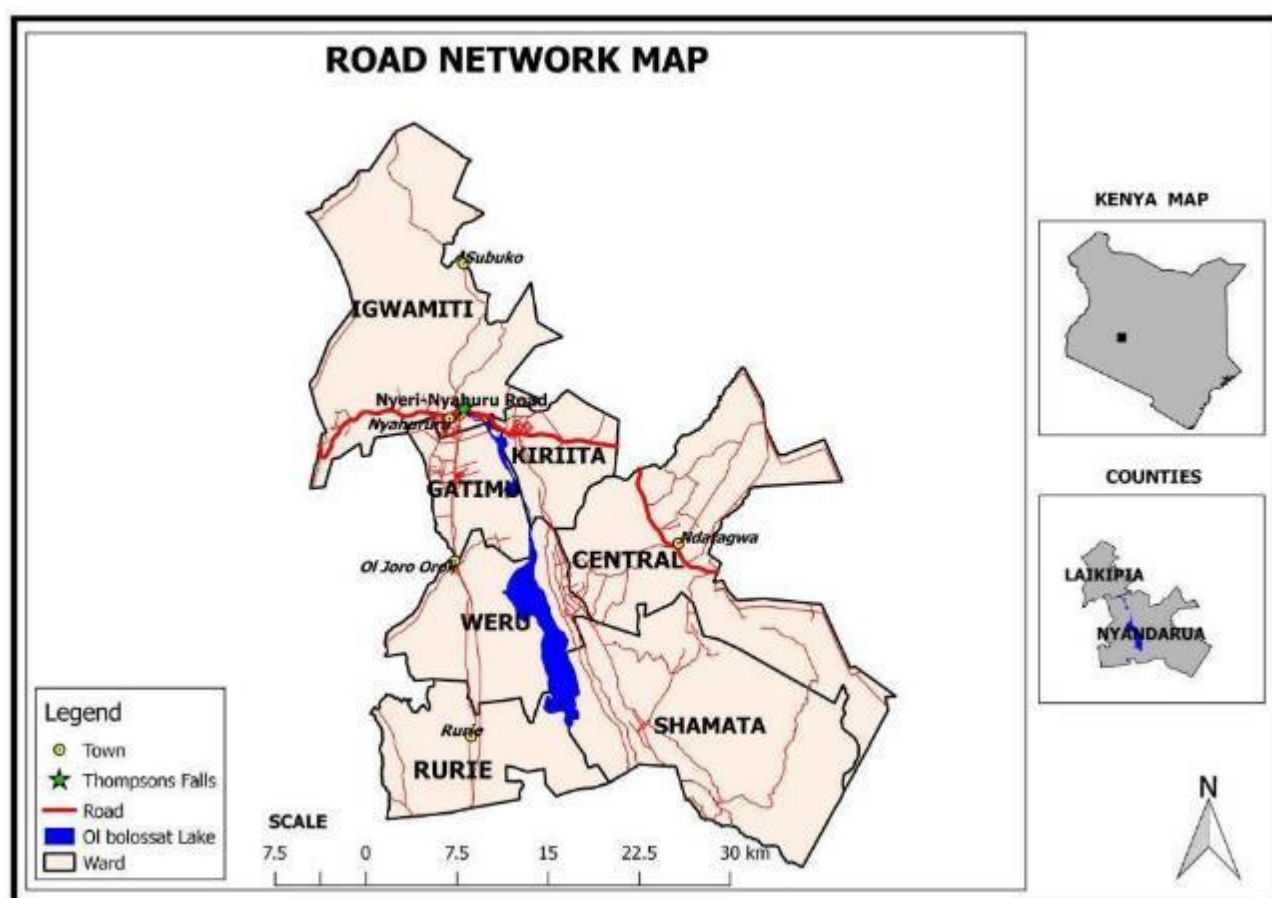 ROAD NETWORK MAP
Subuko
IGWAMITI
Nyeri-Nyahuru Road
Nyahururu
KIRIITA
GATIMU
Ndaragwa
CENTRAL
Ol Joro Orok
WERU
SHAMATA
Rurie
RURIE
Legend
Town
Thompsons Falls
Road
Ol bolossat Lake
Ward
SCALE
7.5 0 7.5 15 22.5 30 km
KENYA MAP
COUNTIES
LAIKIPIA
NYANDARUA
N